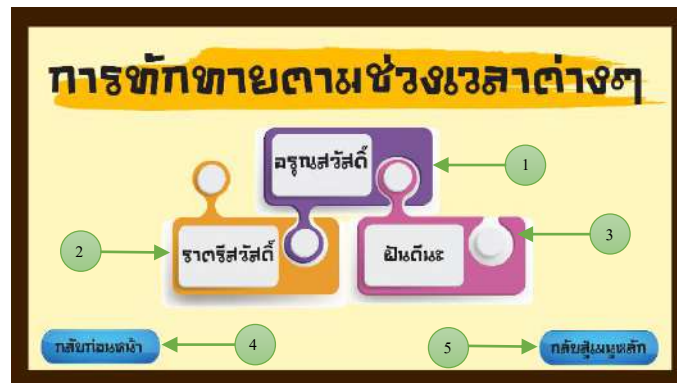 การทักทายตามช่วงเวลาต่างๆ
อรุณสวัสดิ์
1
ราตรีสวัสดิ์
ฝันดีนะ
2
3
กลับก่อนหน้า
4
5
กลับสู่เมนูหลัก